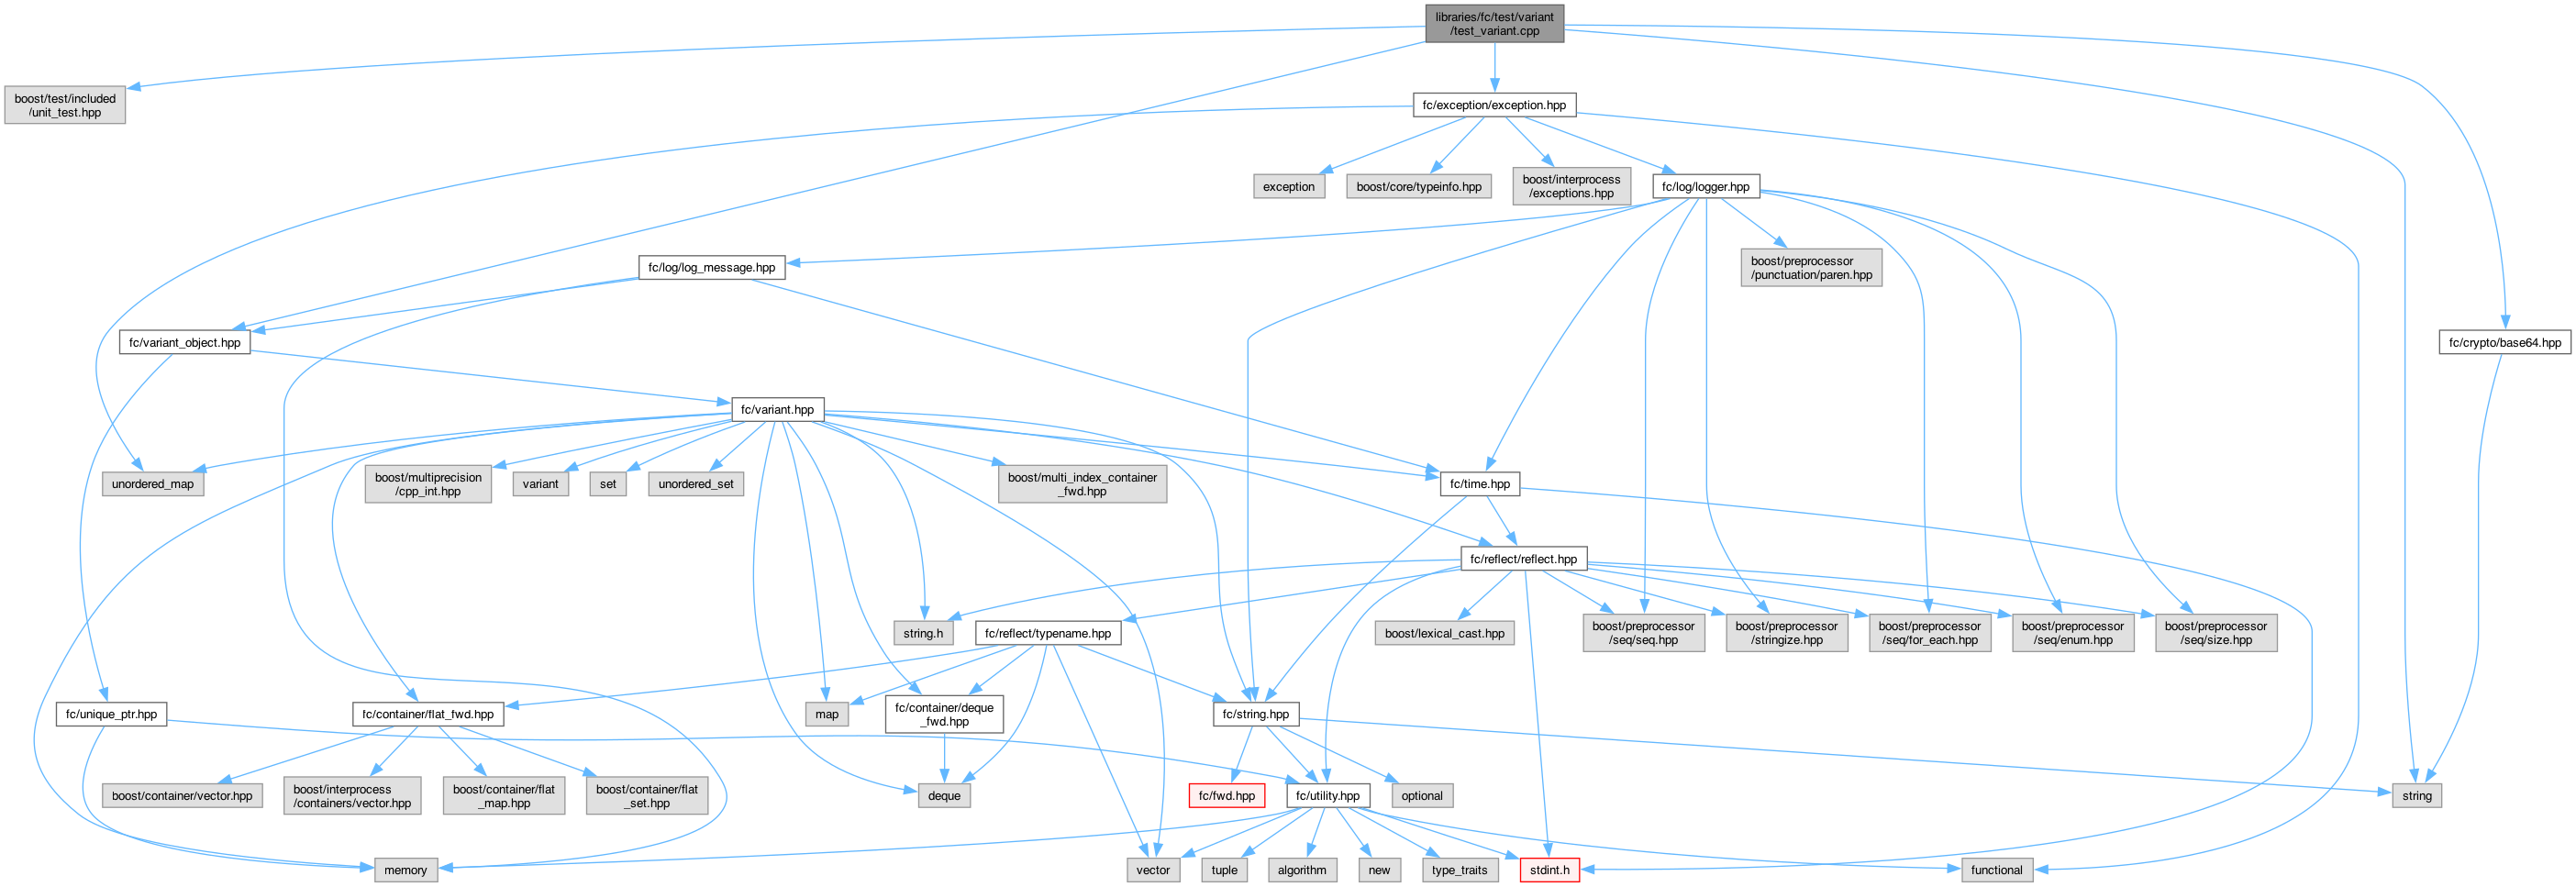 libraries/fc/test/variant
/test_variant.cpp
boost/test/included
/unit_test.hpp
fc/exception/exception.hpp
exception
boost/core/typeinfo.hpp
boost/interprocess
/exceptions.hpp
fc/log/logger.hpp
fc/log/log_message.hpp
boost/preprocessor
/punctuation/paren.hpp
fc/variant_object.hpp
fc/crypto/base64.hpp
fc/variant.hpp
unordered_map
boost/multiprecision
/cpp_int.hpp
variant
set
unordered_set
boost/multi_index_container
_fwd.hpp
fc/time.hpp
fc/reflect/reflect.hpp
string.h
fc/reflect/typename.hpp
boost/lexical_cast.hpp
boost/preprocessor
/seq/seq.hpp
boost/preprocessor
/stringize.hpp
boost/preprocessor
/seq/for_each.hpp
boost/preprocessor
/seq/enum.hpp
boost/preprocessor
/seq/size.hpp
fc/unique_ptr.hpp
fc/container/flat_fwd.hpp
map
fc/container/deque
_fwd.hpp
fc/string.hpp
boost/container/vector.hpp
boost/interprocess
/containers/vector.hpp
boost/container/flat
_map.hpp
boost/container/flat
_set.hpp
deque
fc/fwd.hpp
fc/utility.hpp
optional
string
memory
vector
tuple
algorithm
new
type_traits
stdint.h
functional